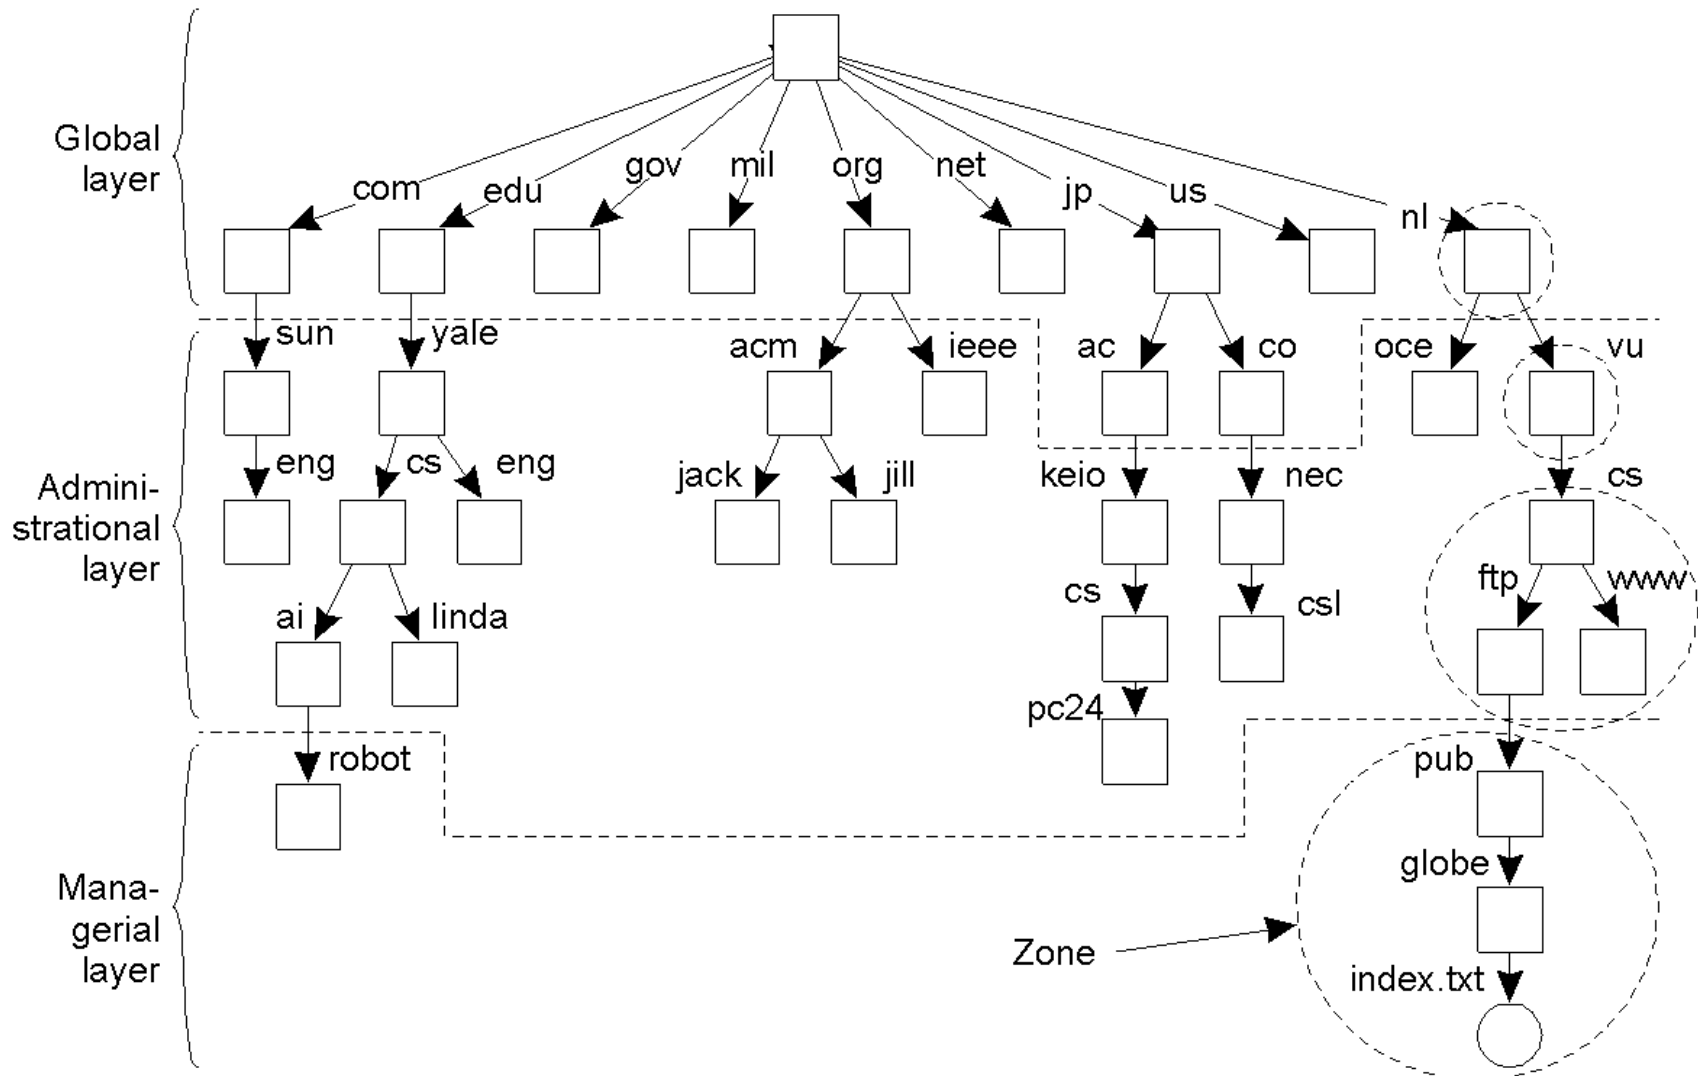 Global
layer
com
edu
gov
mil
org
net
jp
us
nl
sun
yale
acm
ieee
ac
co
oce
vu
eng
cs
eng
jack
jill
keio
nec
cs
Admini-
strational
layer
ai
linda
cs
csl
ftp
www
pc24
robot
pub
globe
Mana-
gerial
layer
Zone
index.txt